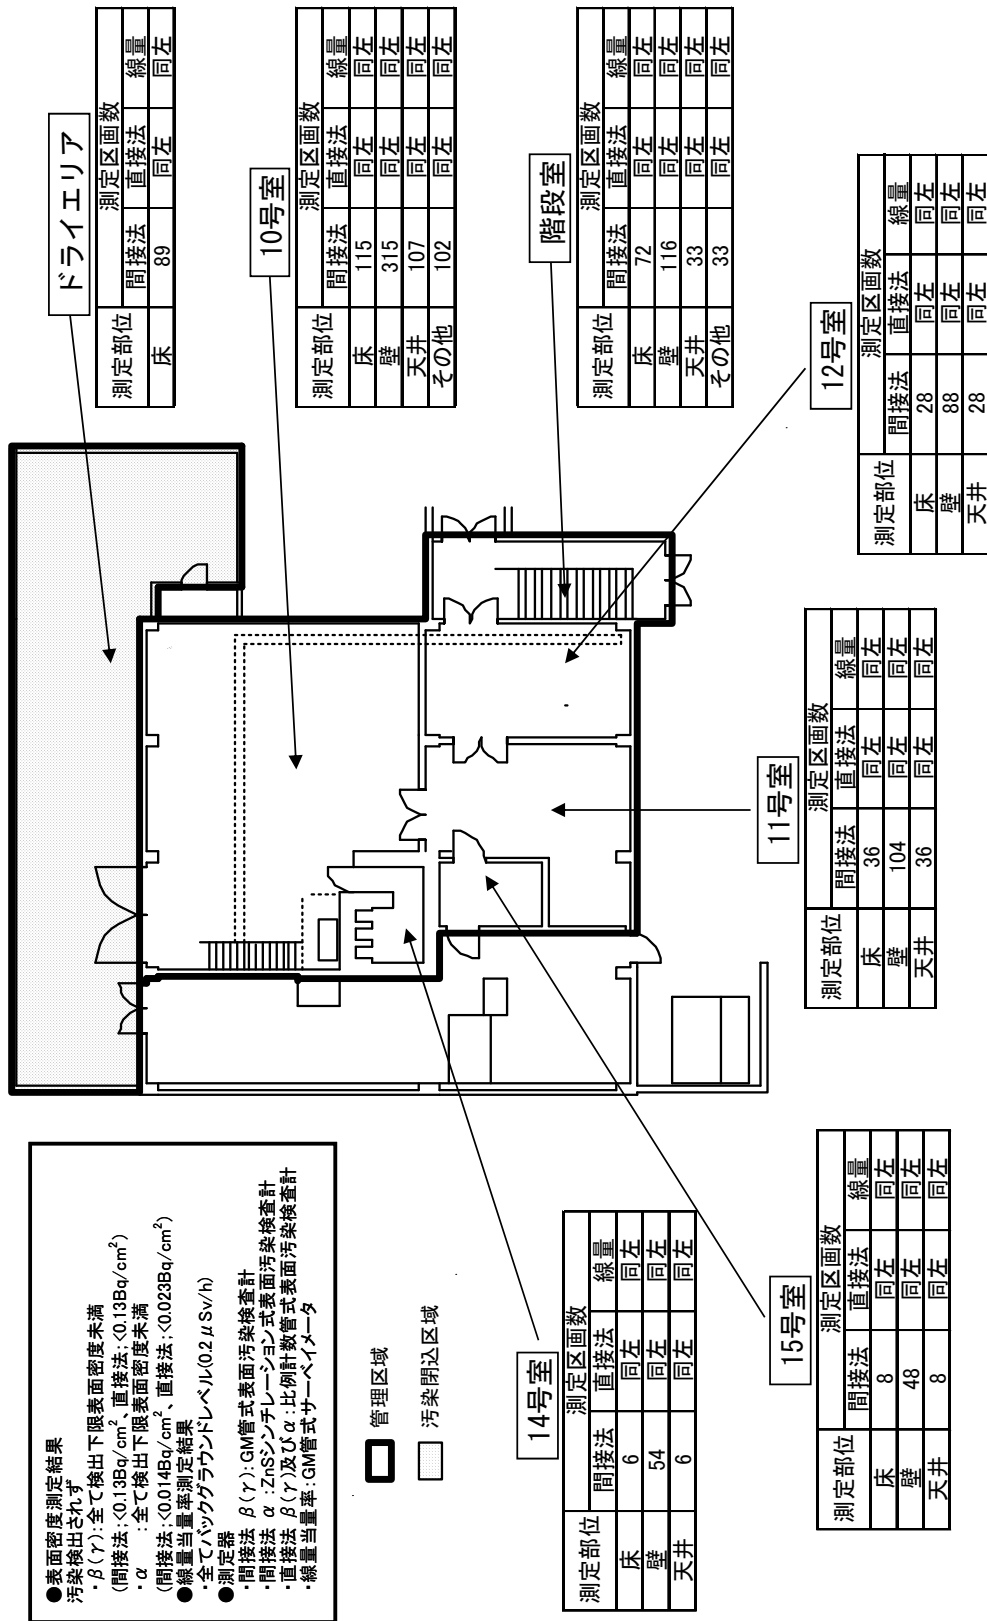 ●表面密度測定結果
汚染検出されず
・β(γ):全て検出下限表面密度未満
(間接法;<0.13Bq/cm²、直接法;<0.13Bq/cm²)
・α :全て検出下限表面密度未満
(間接法;<0.014Bq/cm²、直接法;<0.023Bq/cm²)
●線量当量率測定結果
・全てバックグラウンドレベル(0.2μSv/h)
●測定器
・間接法 β(γ):GM管式表面汚染検査計
・間接法 α :ZnSシンチレーション式表面汚染検査計
・直接法 β(γ)及びα:比例計数管式表面汚染検査計
・線量当量率:GM管式サーベイメータ
管理区域
汚染閉込区域
ドライエリア
測定部位 測定区画数
間接法 直接法 線量
床 89 同左 同左
10号室
測定部位 測定区画数
間接法 直接法 線量
床 115 同左 同左
壁 315 同左 同左
天井 107 同左 同左
その他 102 同左 同左
階段室
測定部位 測定区画数
間接法 直接法 線量
床 72 同左 同左
壁 116 同左 同左
天井 33 同左 同左
その他 33 同左 同左
12号室
測定部位 測定区画数
間接法 直接法 線量
床 28 同左 同左
壁 88 同左 同左
天井 28 同左 同左
11号室
測定部位 測定区画数
間接法 直接法 線量
床 36 同左 同左
壁 104 同左 同左
天井 36 同左 同左
14号室
測定部位 測定区画数
間接法 直接法 線量
床 6 同左 同左
壁 54 同左 同左
天井 6 同左 同左
15号室
測定部位 測定区画数
間接法 直接法 線量
床 8 同左 同左
壁 48 同左 同左
天井 8 同左 同左